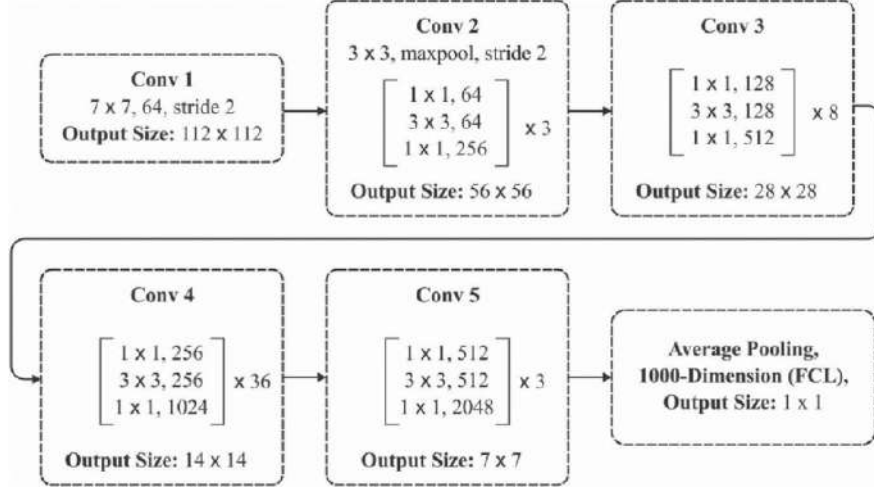 Conv 1
7 x 7, 64, stride 2
Output Size: 112 x 112
Conv 2
3 x 3, maxpool, stride 2
1 x 1, 64
3 x 3, 64
1 x 1, 256
x 3
Output Size: 56 x 56
Conv 3
1 x 1, 128
3 x 3, 128
1 x 1, 512
x 8
Output Size: 28 x 28
Conv 4
1 x 1, 256
3 x 3, 256
1 x 1, 1024
x 36
Output Size: 14 x 14
Conv 5
1 x 1, 512
3 x 3, 512
1 x 1, 2048
x 3
Output Size: 7 x 7
Average Pooling,
1000-Dimension (FCL),
Output Size: 1 x 1